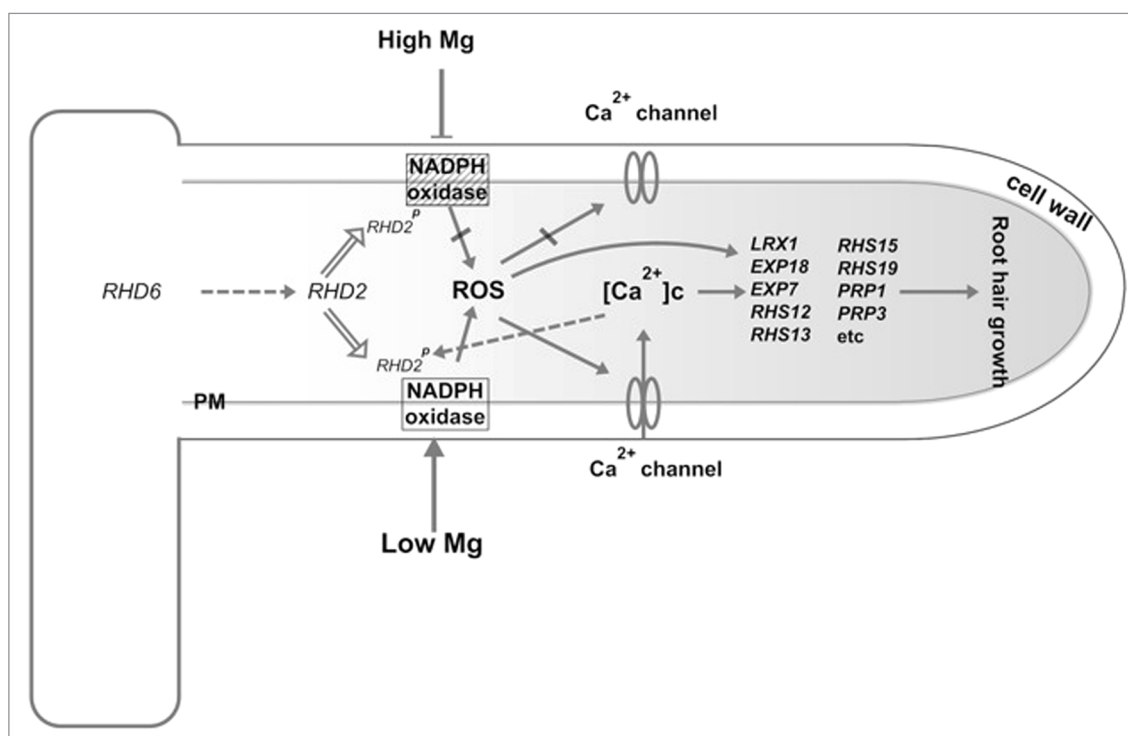 High Mg
Ca2+ channel
NADPH
oxidase
cell wall
RHD2p
LRX1 RHS15
EXP18 RHS19
RHD6 RHD2 ROS [Ca2+]c EXP7 PRP1
RHS12 PRP3
RHS13 etc
Root hair growth
RHD2p
PM
NADPH
oxidase
Ca2+ channel
Low Mg